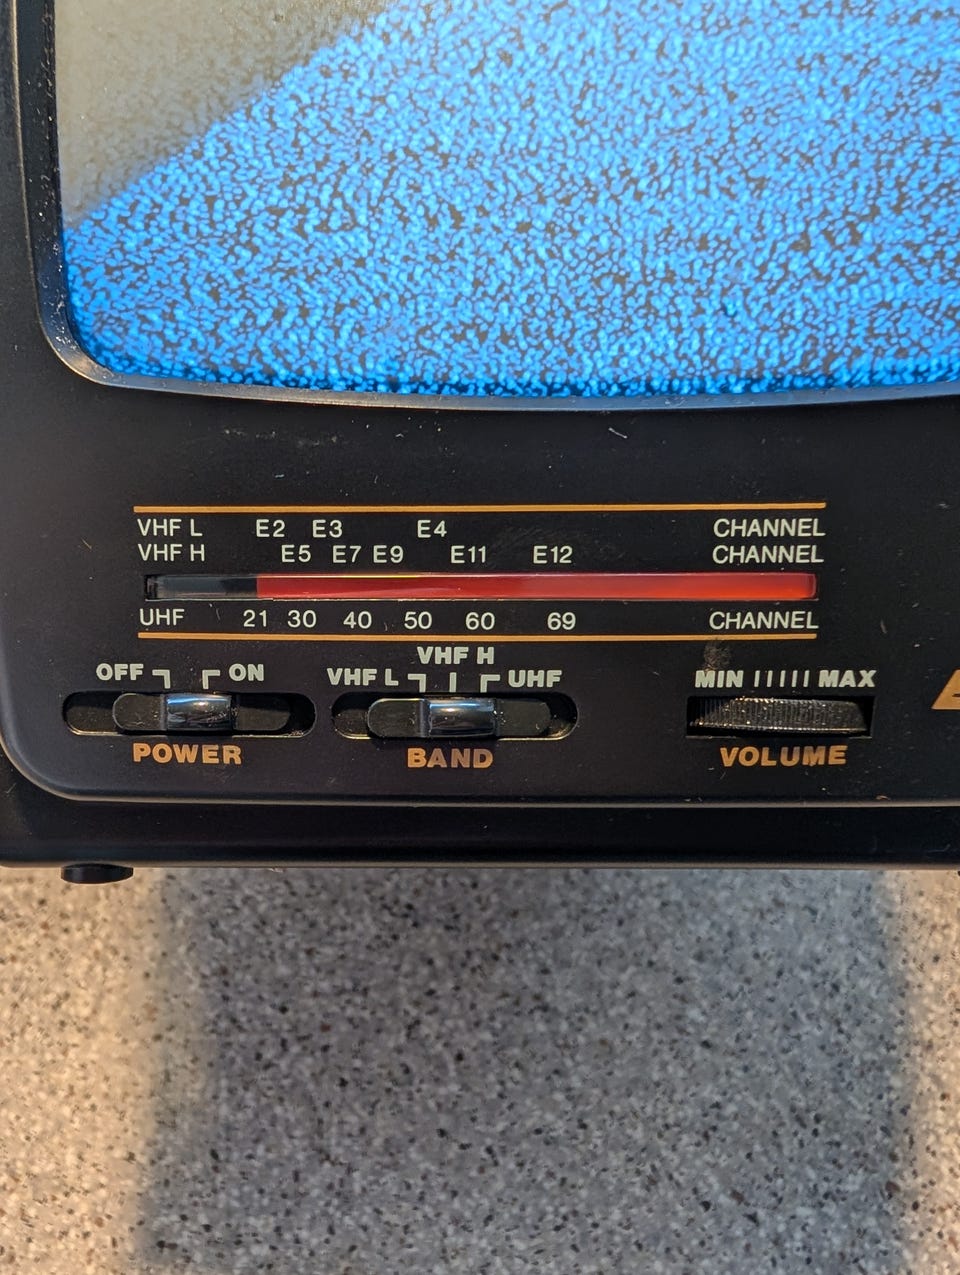 VHF L E2 E3 E4 CHANNEL
VHF H E5 E7 E9 E11 E12 CHANNEL
UHF 21 30 40 50 60 69 CHANNEL
OFF ON
VHF L VHF H UHF
MIN MAX
POWER BAND VOLUME